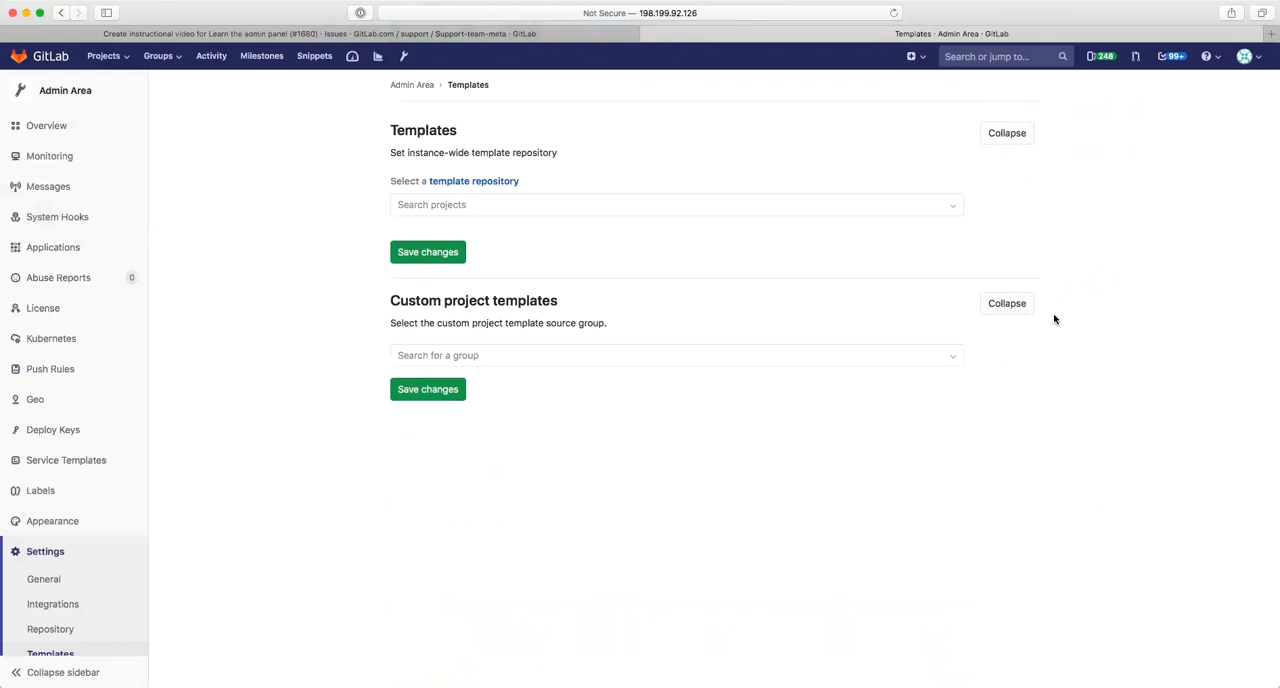 Not Secure — 198.199.92.126
Create instructional video for Learn the admin panel (#1680) · Issues · GitLab.com / support / Support-team-meta · GitLab
Templates · Admin Area · GitLab
GitLab Projects Groups Activity Milestones Snippets Search or jump to... 248 99+
Admin Area
Overview
Monitoring
Messages
System Hooks
Applications
Abuse Reports 0
License
Kubernetes
Push Rules
Geo
Deploy Keys
Service Templates
Labels
Appearance
Settings
General
Integrations
Repository
Templates
Collapse sidebar
Admin Area › Templates
Templates
Collapse
Set instance-wide template repository
Select a template repository
Search projects
Save changes
Custom project templates
Collapse
Select the custom project template source group.
Search for a group
Save changes